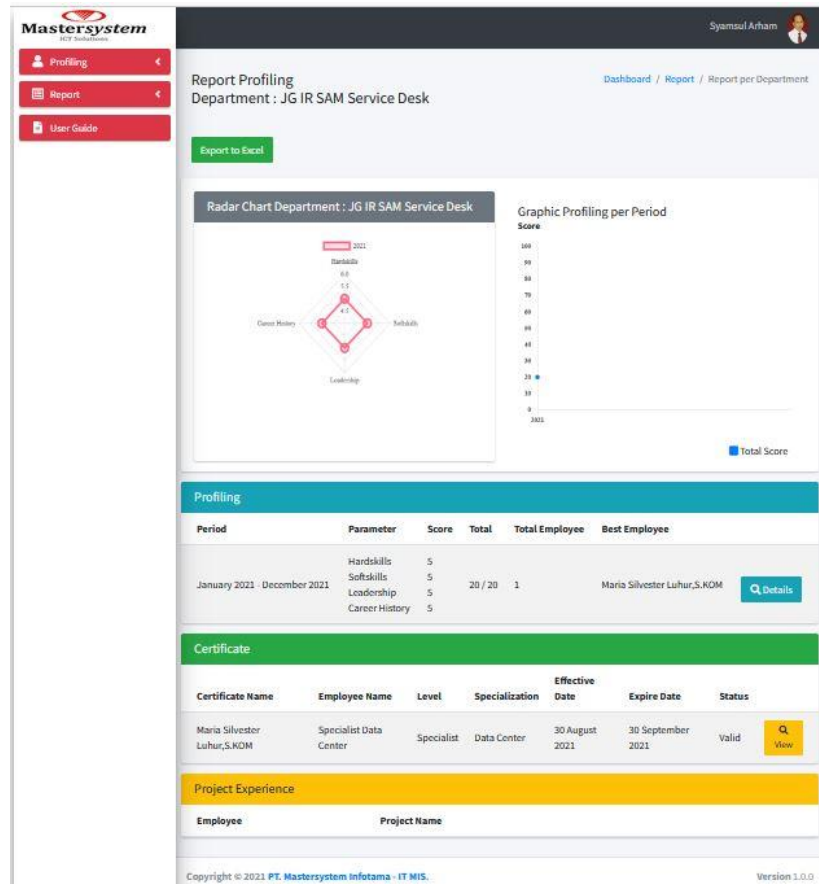 Mastersystem
ICT Solutions
Syamsul Arham
Profiling
Report
User Guide
Report Profiling
Department : JG IR SAM Service Desk
Dashboard / Report / Report per Department
Export to Excel
Radar Chart Department : JG IR SAM Service Desk
2021
Hardskills
6.0
5.5
4.5
Career History
Softskills
Leadership
Graphic Profiling per Period
Score
100
90
80
70
60
50
40
30
20
10
0
2021
Total Score
Profiling
Period Parameter Score Total Total Employee Best Employee
January 2021 - December 2021 Hardskills 5 20 / 20 1 Maria Silvester Luhur,S.KOM Details
Softskills 5
Leadership 5
Career History 5
Certificate
Certificate Name Employee Name Level Specialization Effective Date Expire Date Status
Maria Silvester Specialist Data Specialist Data Center 30 August 30 September Valid View
Luhur,S.KOM Center 2021 2021
Project Experience
Employee Project Name
Copyright © 2021 PT. Mastersystem Infotama - IT MIS. Version 1.0.0